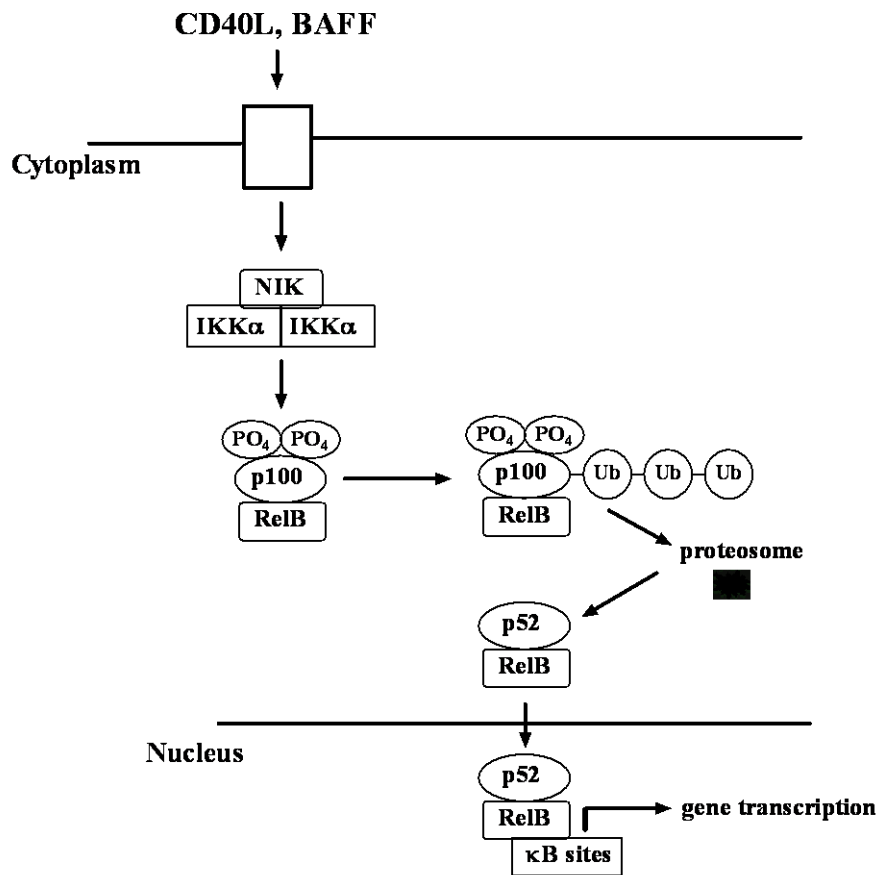 CD40L, BAFF
Cytoplasm
NIK
IKKα IKKα
PO4 PO4
p100
RelB
PO4 PO4
p100 Ub Ub Ub
RelB
proteosome
p52
RelB
Nucleus
p52
RelB
gene transcription
κB sites